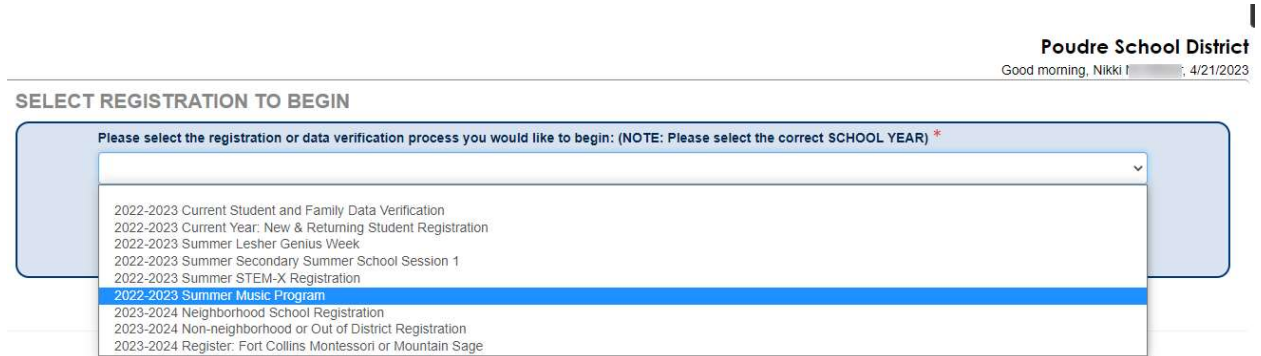 Poudre School District
Good morning, Nikki , 4/21/2023
SELECT REGISTRATION TO BEGIN
Please select the registration or data verification process you would like to begin: (NOTE: Please select the correct SCHOOL YEAR) *
2022-2023 Current Student and Family Data Verification
2022-2023 Current Year: New & Returning Student Registration
2022-2023 Summer Lesher Genius Week
2022-2023 Summer Secondary Summer School Session 1
2022-2023 Summer STEM-X Registration
2022-2023 Summer Music Program
2023-2024 Neighborhood School Registration
2023-2024 Non-neighborhood or Out of District Registration
2023-2024 Register: Fort Collins Montessori or Mountain Sage